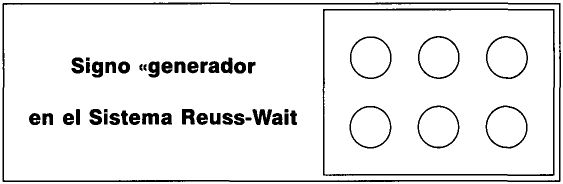 Signo «generador
en el Sistema Reuss-Wait